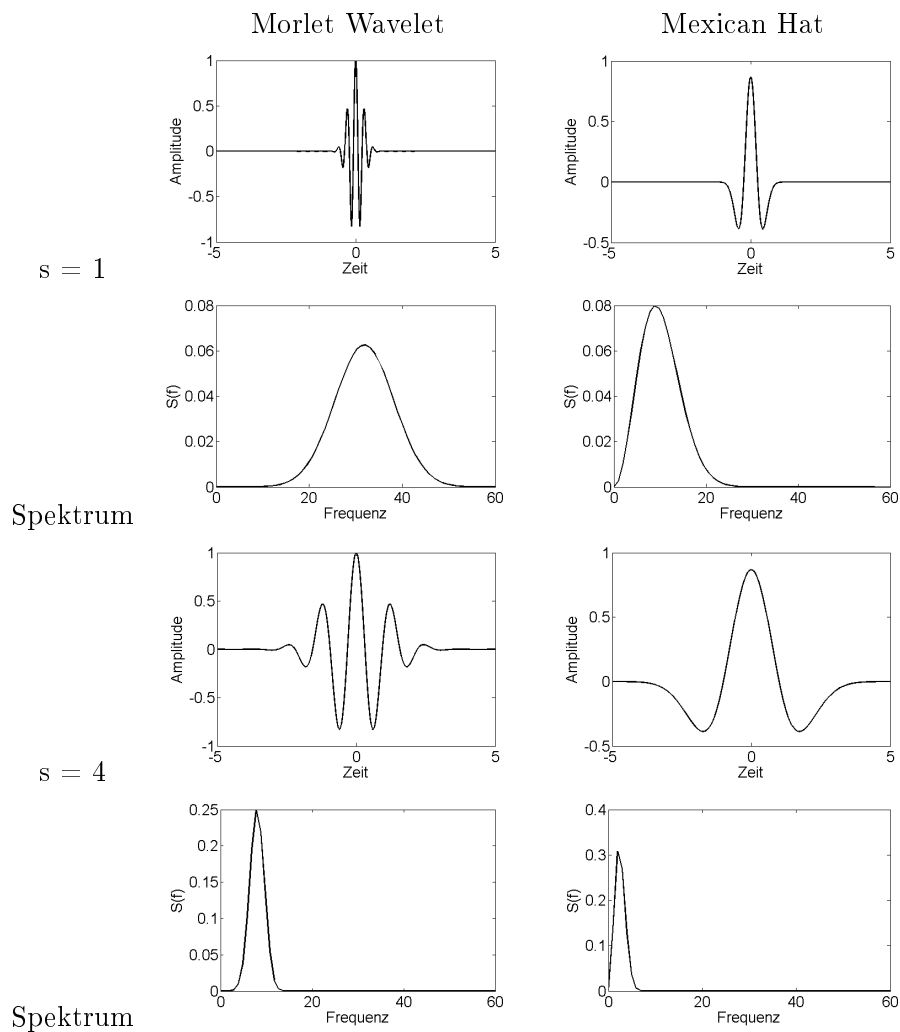 Morlet Wavelet Mexican Hat
1
0.5
0
-0.5
-1
-5 0 5
Amplitude
Zeit
1
0.5
0
-0.5
-5 0 5
Amplitude
Zeit
s = 1
0.08
0.06
0.04
0.02
0
0 20 40 60
S(f)
Frequenz
0.08
0.06
0.04
0.02
0
0 20 40 60
S(f)
Frequenz
Spektrum
1
0.5
0
-0.5
-1
-5 0 5
Amplitude
Zeit
1
0.5
0
-0.5
-5 0 5
Amplitude
Zeit
s = 4
0.25
0.2
0.15
0.1
0.05
0
0 20 40 60
S(f)
Frequenz
0.4
0.3
0.2
0.1
0
0 20 40 60
S(f)
Frequenz
Spektrum